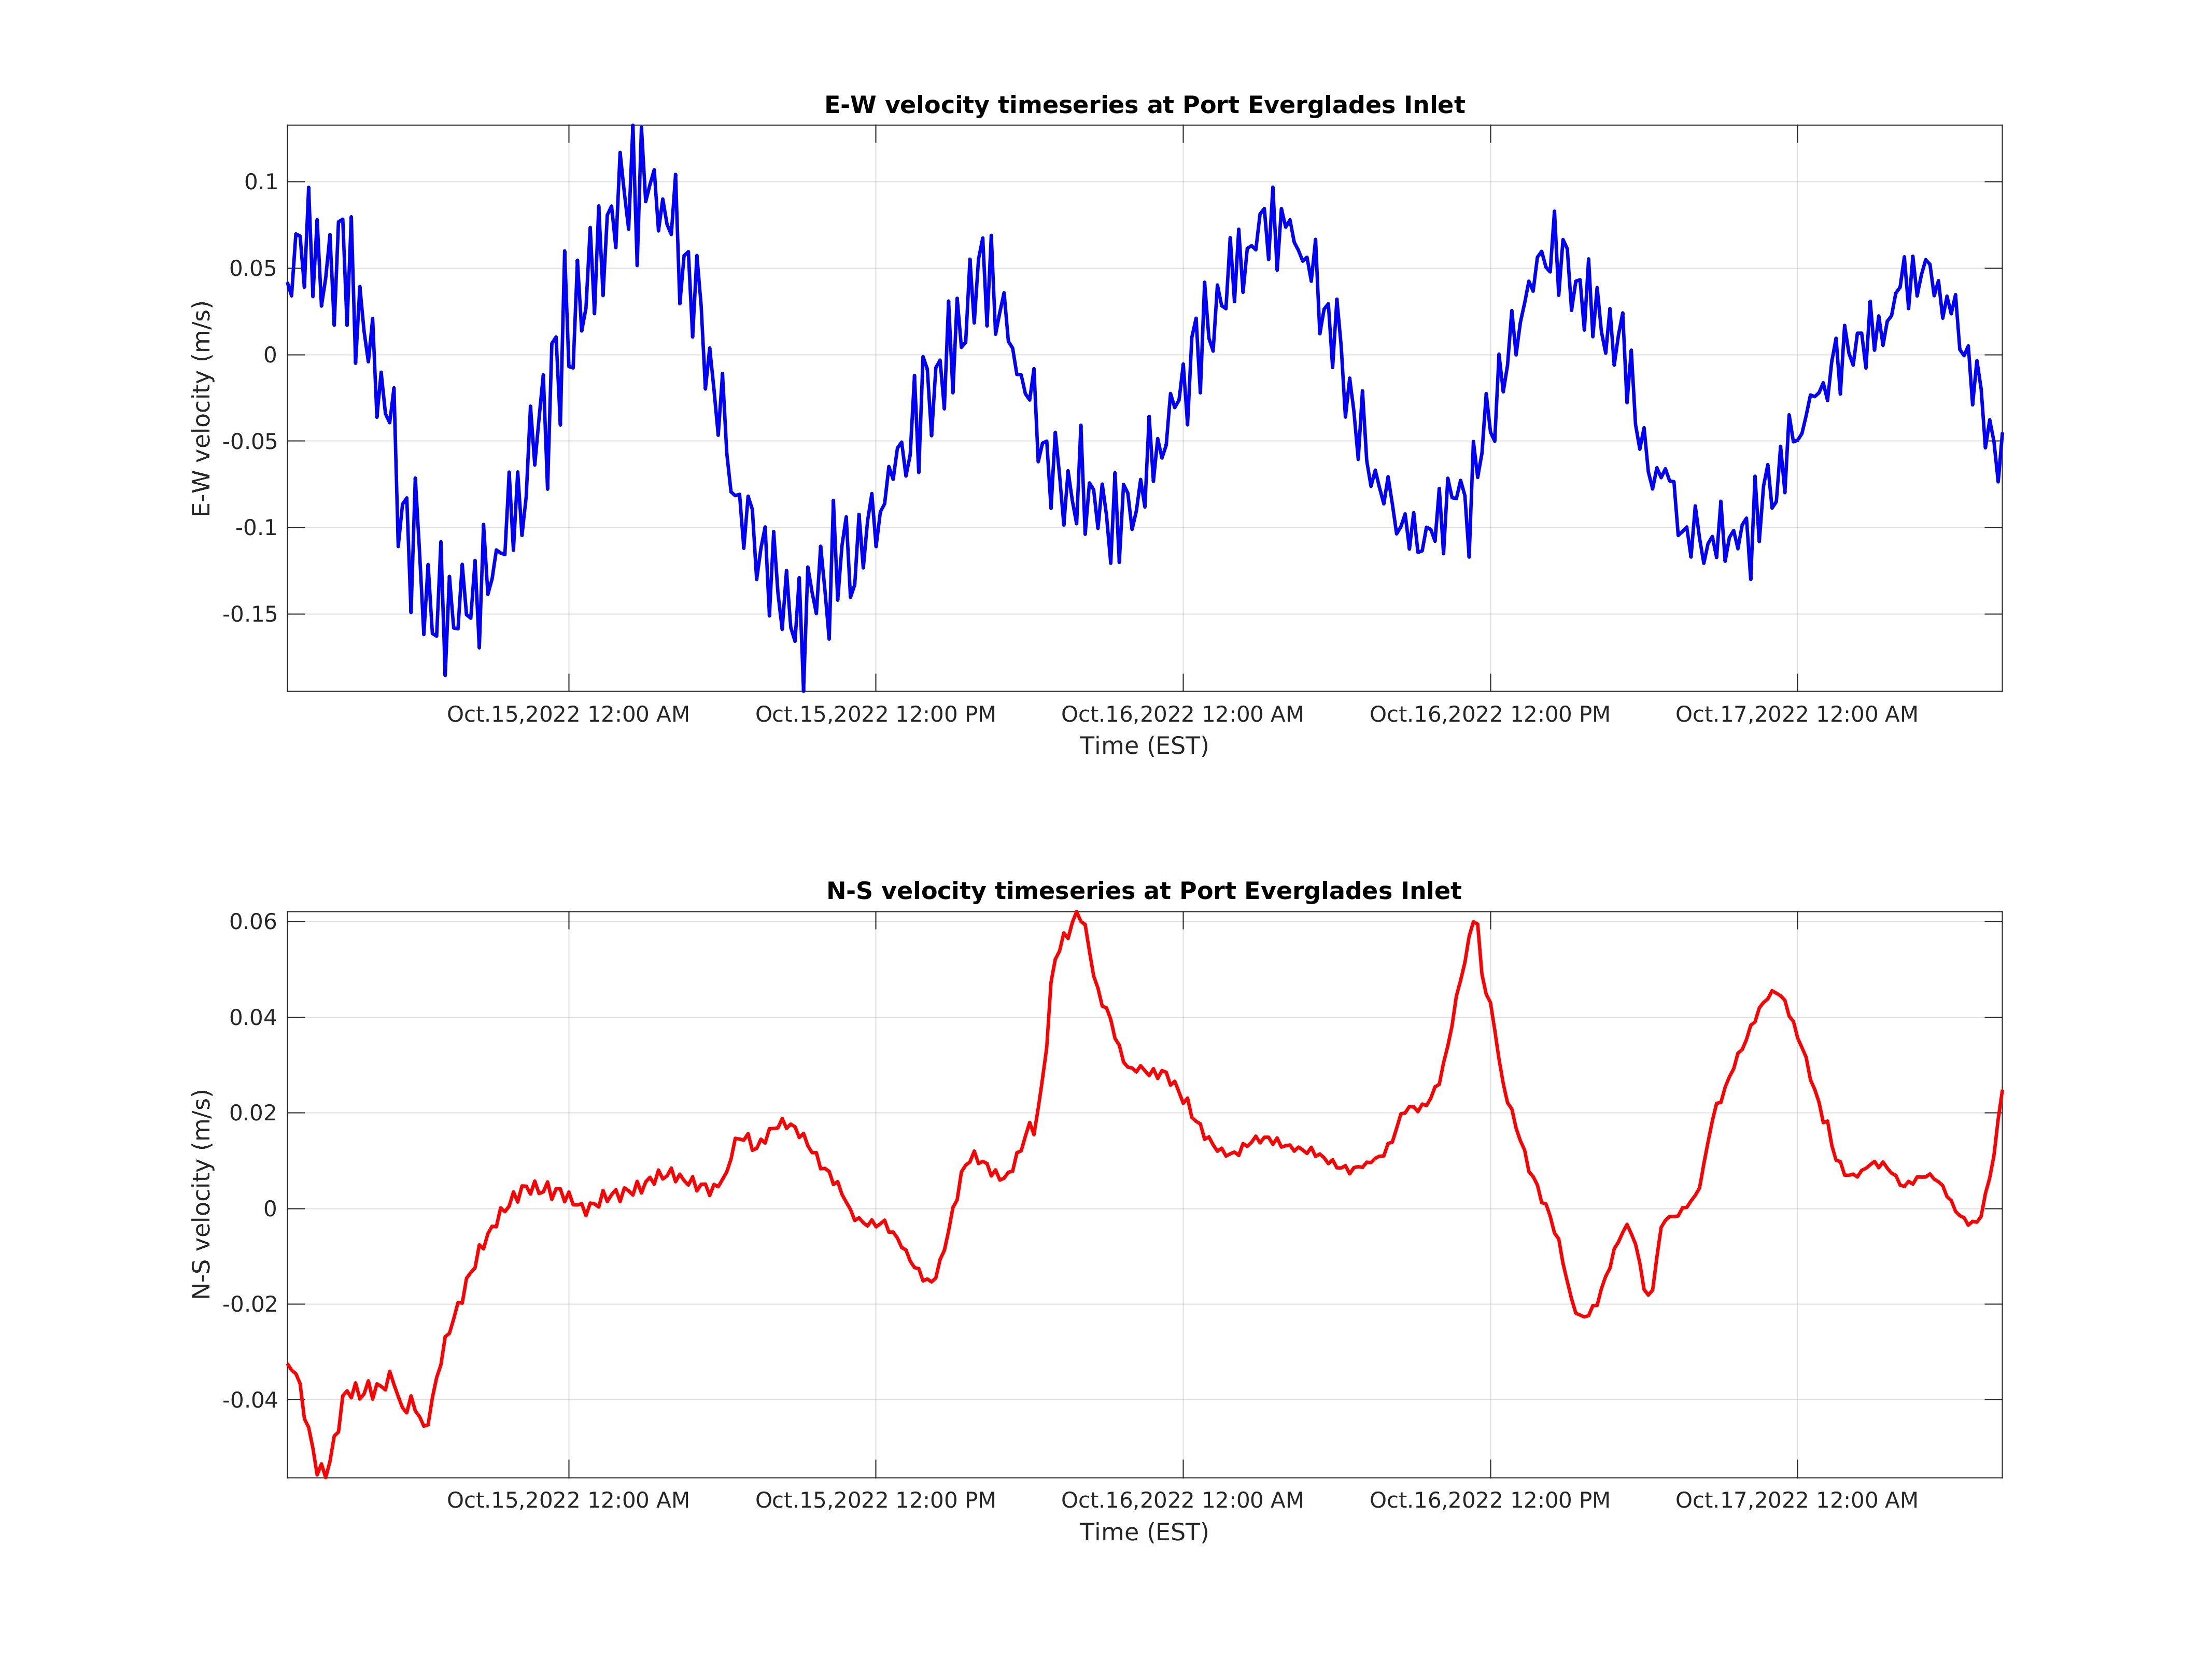 E-W velocity timeseries at Port Everglades Inlet
E-W velocity (m/s)
0.1
0.05
0
-0.05
-0.1
-0.15
Oct.15,2022 12:00 AM Oct.15,2022 12:00 PM Oct.16,2022 12:00 AM Oct.16,2022 12:00 PM Oct.17,2022 12:00 AM
Time (EST)
N-S velocity timeseries at Port Everglades Inlet
N-S velocity (m/s)
0.06
0.04
0.02
0
-0.02
-0.04
Oct.15,2022 12:00 AM Oct.15,2022 12:00 PM Oct.16,2022 12:00 AM Oct.16,2022 12:00 PM Oct.17,2022 12:00 AM
Time (EST)